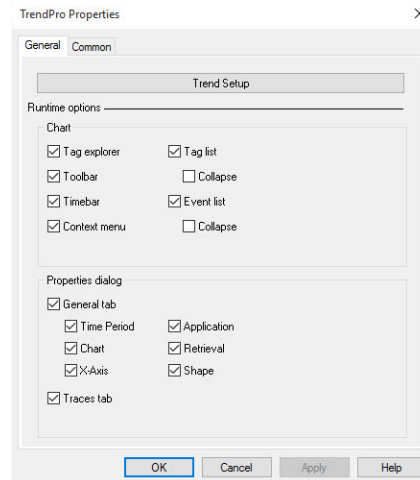 TrendPro Properties
General Common
Trend Setup
Runtime options
Chart
Tag explorer Tag list
Toolbar Collapse
Timebar Event list
Context menu Collapse
Properties dialog
General tab
Time Period Application
Chart Retrieval
X-Axis Shape
Traces tab
OK Cancel Apply Help